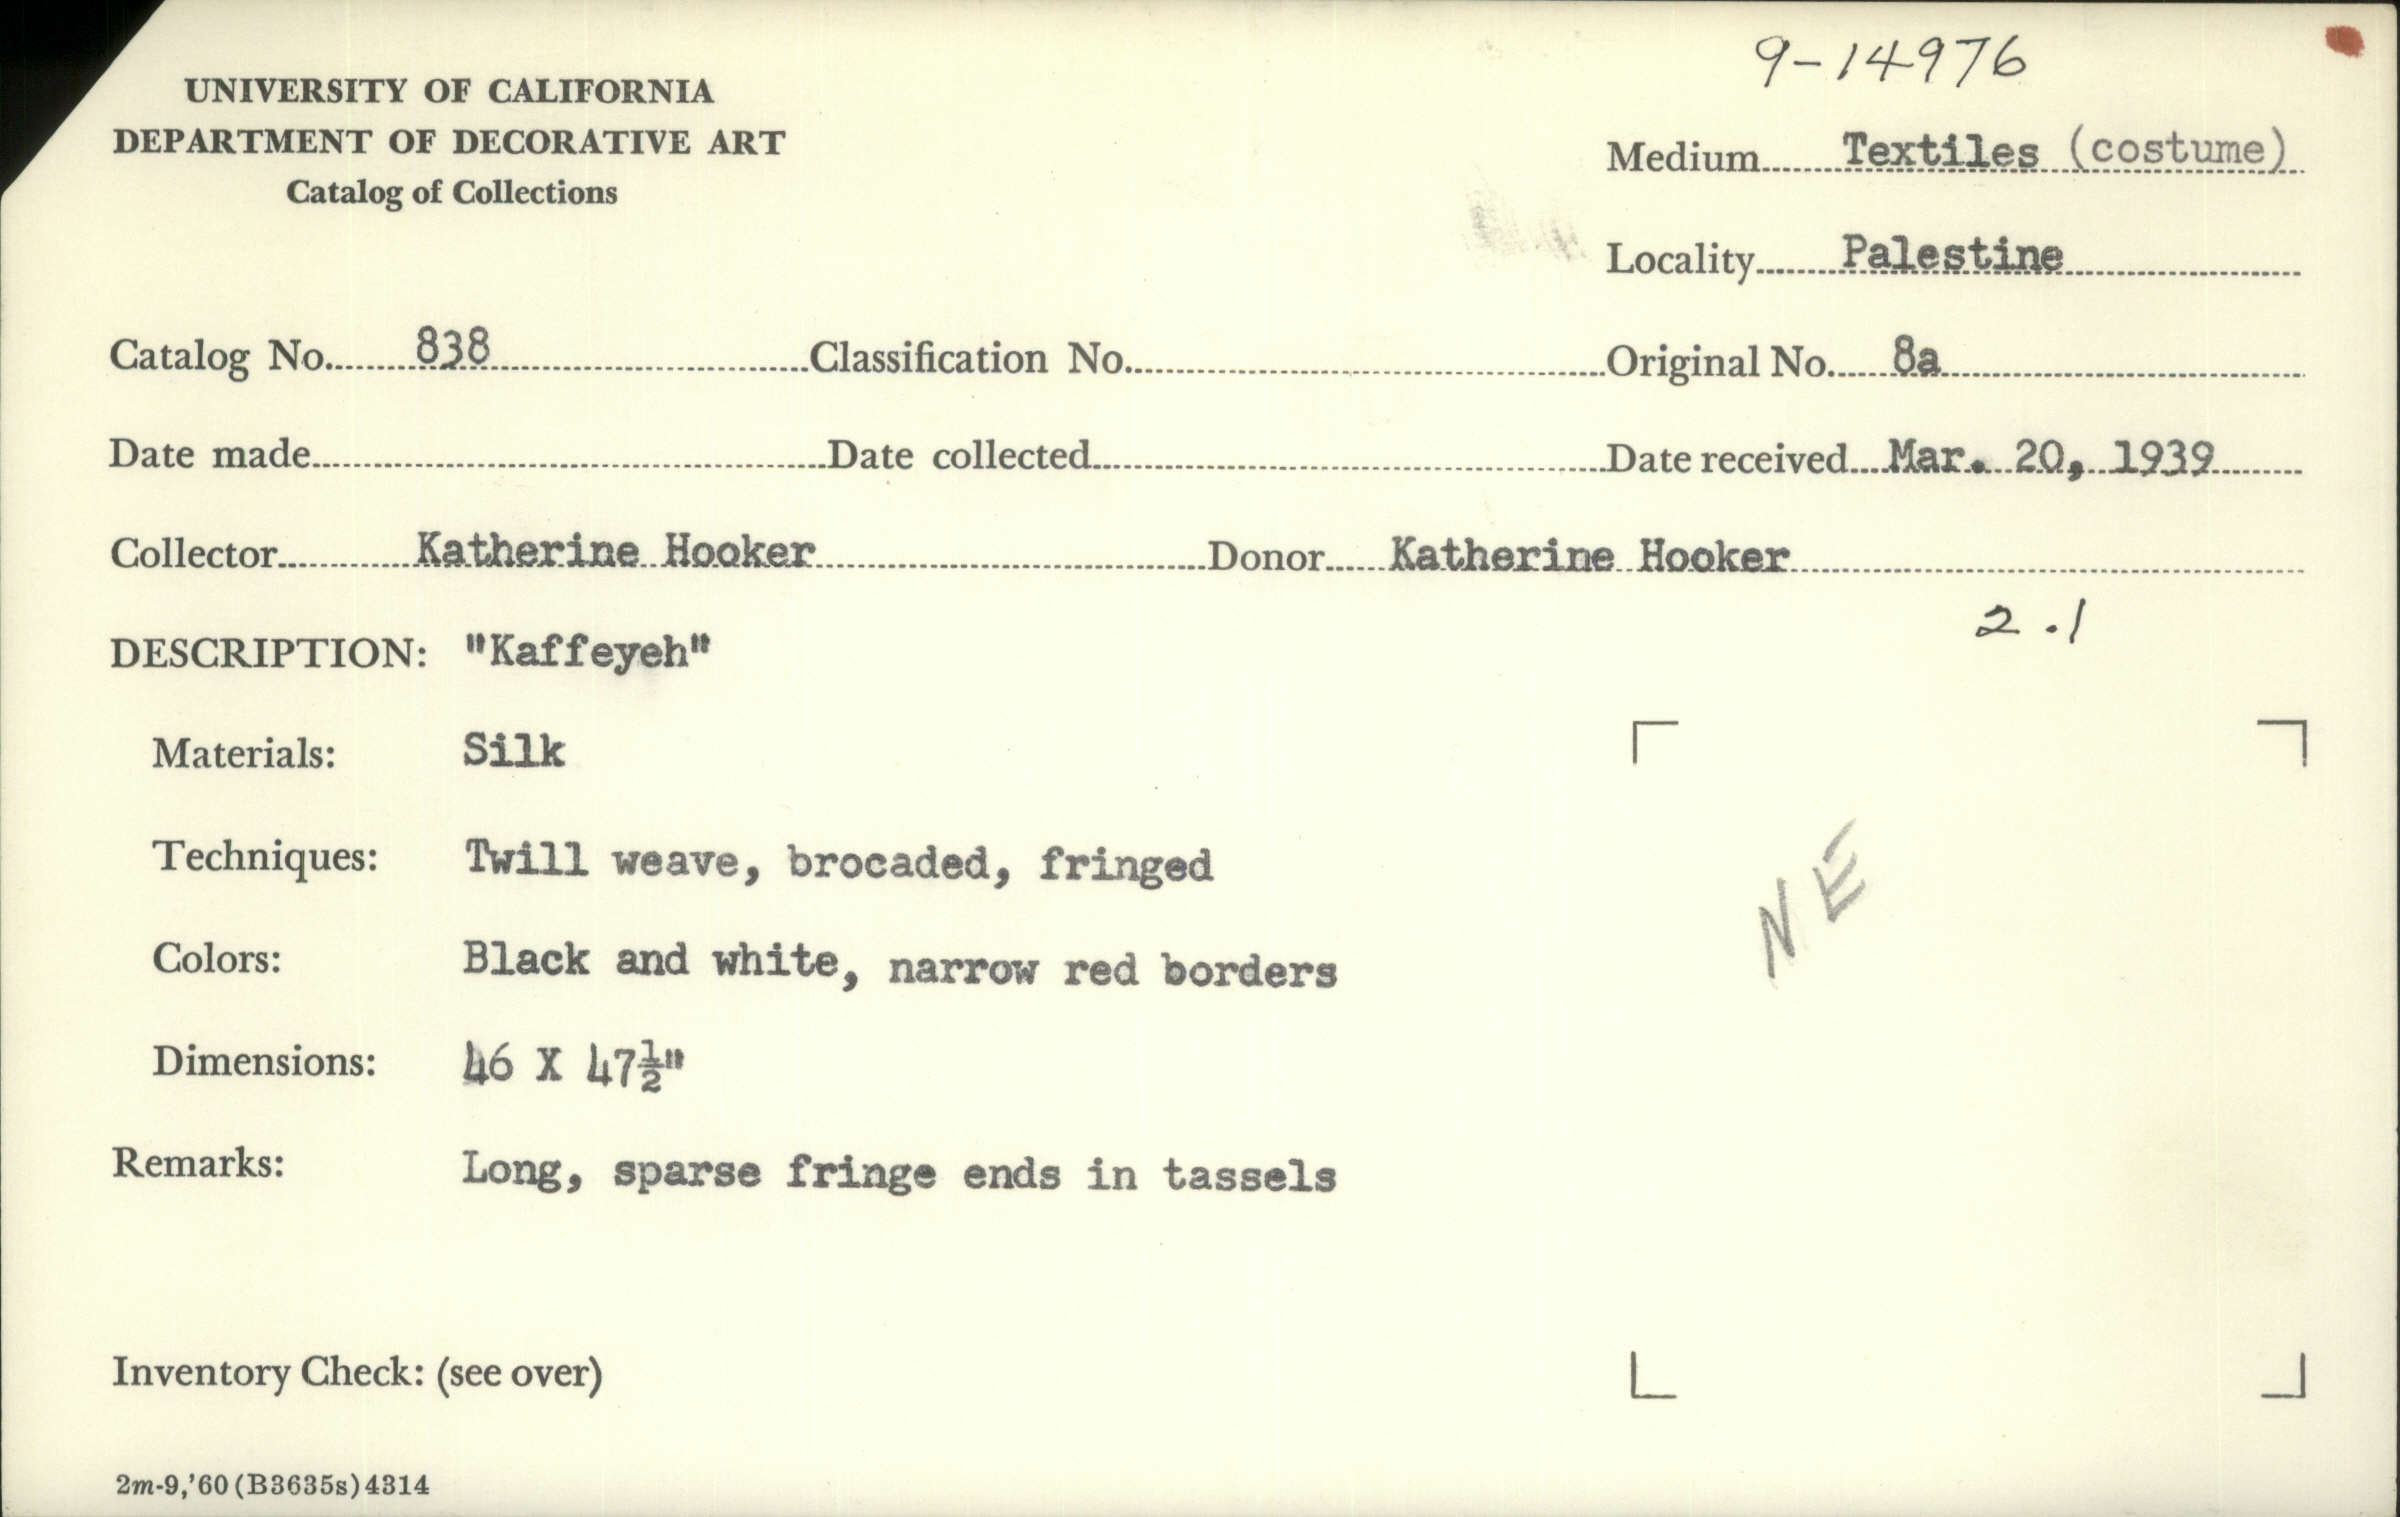 9-14976
UNIVERSITY OF CALIFORNIA
DEPARTMENT OF DECORATIVE ART
Catalog of Collections
Medium Textiles (costume)
Locality Palestine
Catalog No. 838 Classification No. Original No. 8a
Date made Date collected Date received Mar. 20, 1939
Collector Katherine Hooker Donor Katherine Hooker
2.1
DESCRIPTION: "Kaffeyeh"
Materials: Silk
Techniques: Twill weave, brocaded, fringed
NE
Colors: Black and white, narrow red borders
Dimensions: 46 X 47½"
Remarks: Long, sparse fringe ends in tassels
Inventory Check: (see over)
2m-9,'60(B3635s)4314